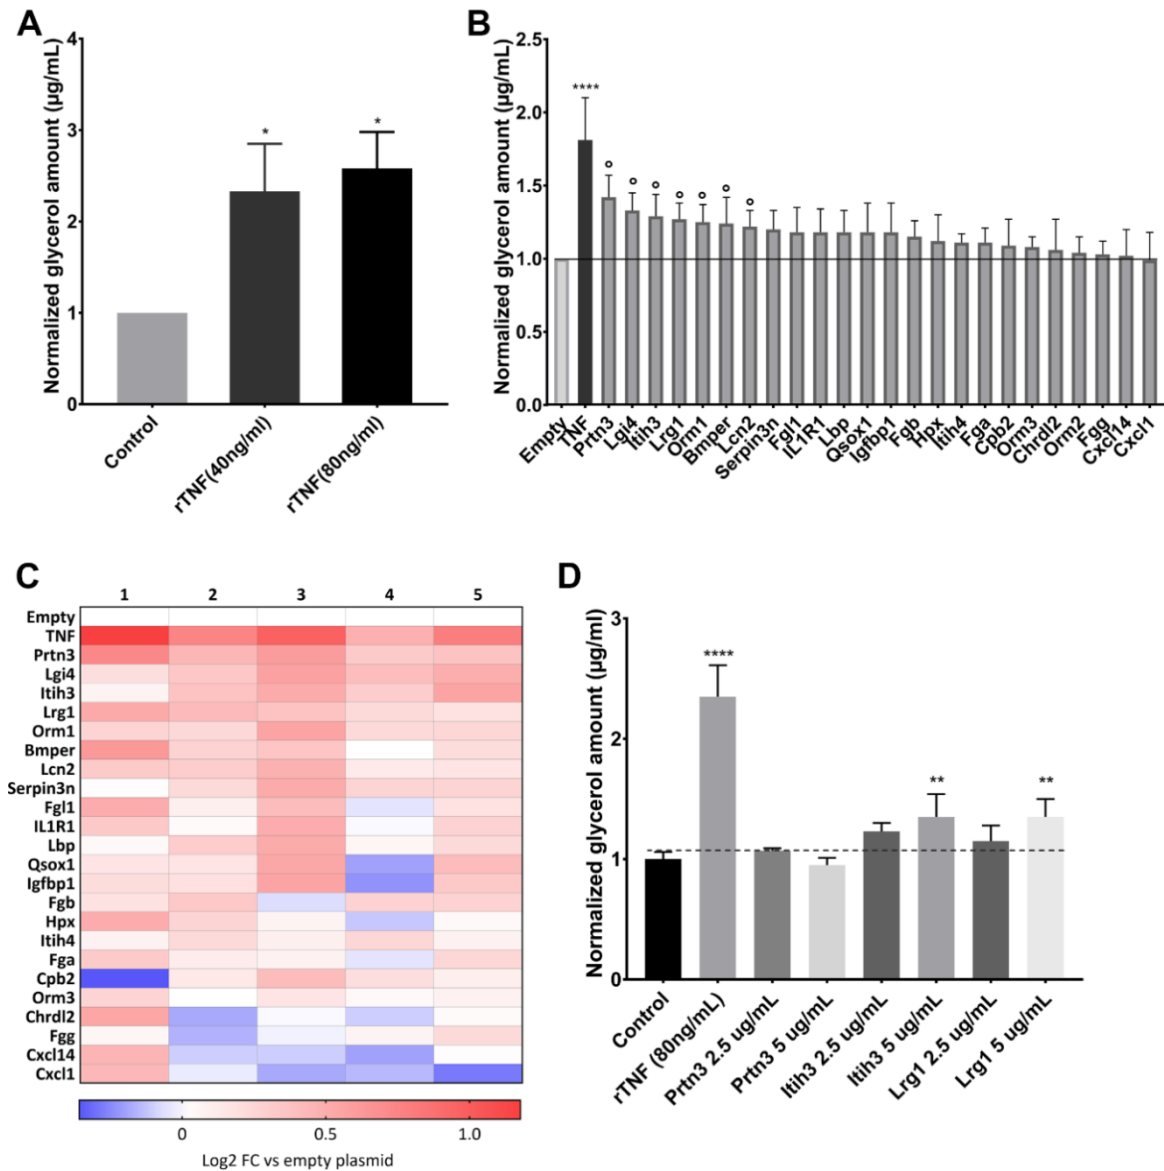 A
Normalized glycerol amount (µg/mL)
4
3
2
1
0
*
*
Control
rTNF(40ng/ml)
rTNF(80ng/ml)
B
Normalized glycerol amount (µg/mL)
2.5
2.0
1.5
1.0
0.5
0.0
****
Empty
TNF
Prtn3
Lgi4
Itih3
Lrg1
Orm1
Bmper
Lcn2
Serpin3n
Fgl1
IL1R1
Lbp
Qsox1
Igfbp1
Fgb
Hpx
Itih4
Fga
Cpb2
Orm3
Chrdl2
Orm2
Fgg
Cxcl14
Cxcl1
C
1 2 3 4 5
Empty
TNF
Prtn3
Lgi4
Itih3
Lrg1
Orm1
Bmper
Lcn2
Serpin3n
Fgl1
IL1R1
Lbp
Qsox1
Igfbp1
Fgb
Hpx
Itih4
Fga
Cpb2
Orm3
Chrdl2
Fgg
Cxcl14
Cxcl1
0 0.5 1.0
Log2 FC vs empty plasmid
D
Normalized glycerol amount (µg/ml)
3
2
1
0
****
**
**
Control
rTNF (80ng/mL)
Prtn3 2.5 ug/mL
Prtn3 5 ug/mL
Itih3 2.5 ug/mL
Itih3 5 ug/mL
Lrg1 2.5 ug/mL
Lrg1 5 ug/mL